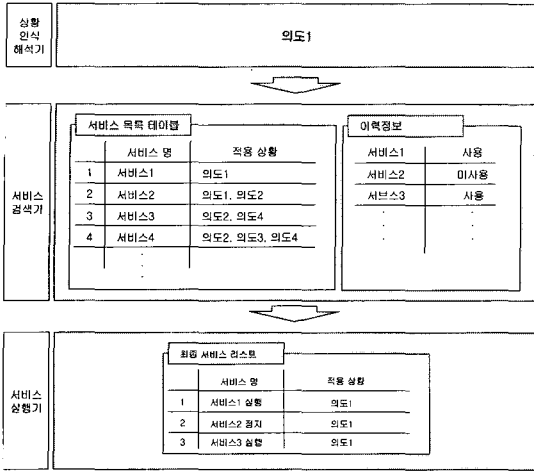 상황
인식
해석기
의도1
서비스
검색기
서비스 목록 테이블
서비스 명 적용 상황
1 서비스1 의도1
2 서비스2 의도1, 의도2
3 서비스3 의도2, 의도4
4 서비스4 의도2, 의도3, 의도4
이력정보
서비스1 사용
서비스2 미사용
서브스3 사용
서비스
실행기
최종 서비스 리스트
서비스 명 적용 상황
1 서비스1 실행 의도1
2 서비스2 정지 의도1
3 서비스3 실행 의도1